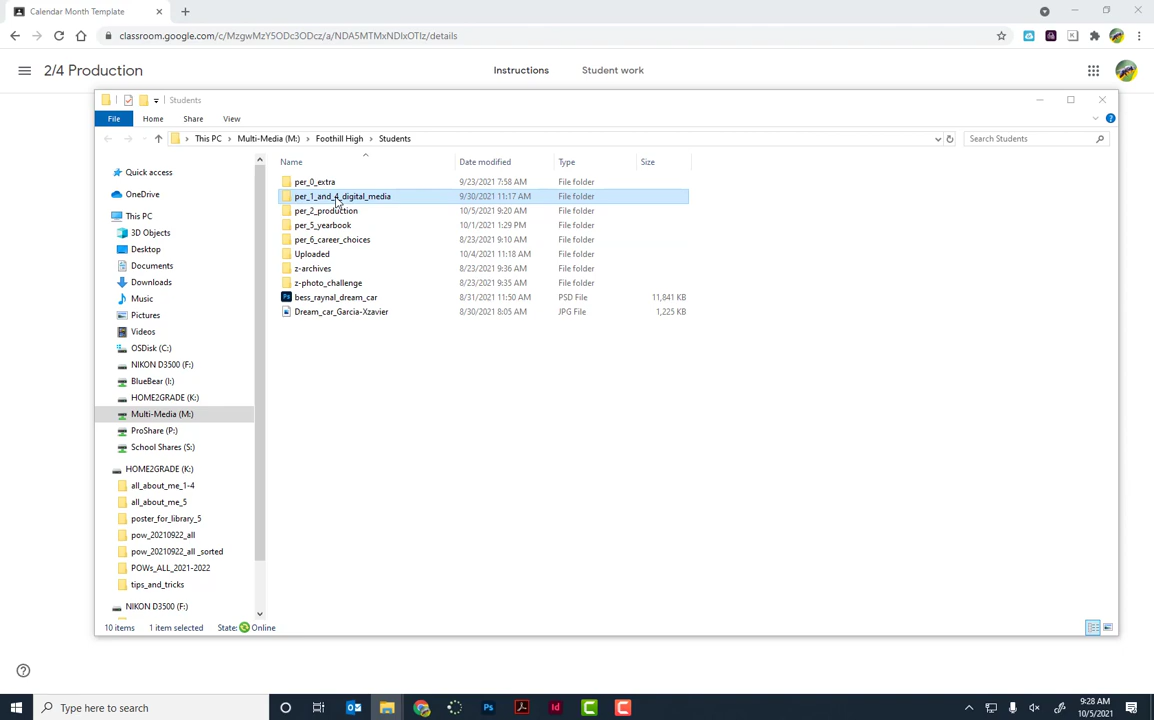 Calendar Month Template
classroom.google.com/c/MzgwMzY5ODc3ODcz/a/NDA5MTMxNDIxOTIz/details
2/4 Production
Instructions
Student work
Students
File
Home
Share
View
This PC > Multi-Media (M:) > Foothill High > Students
Search Students
Name
Date modified
Type
Size
Quick access
OneDrive
This PC
3D Objects
Desktop
Documents
Downloads
Music
Pictures
Videos
OSDisk (C:)
NIKON D3500 (F:)
BlueBear (I:)
HOME2GRADE (K:)
Multi-Media (M:)
ProShare (P:)
School Shares (S:)
HOME2GRADE (K:)
all_about_me_1-4
all_about_me_5
poster_for_library_5
pow_20210922_all
pow_20210922_all _sorted
POWs_ALL_2021-2022
tips_and_tricks
NIKON D3500 (F:)
per_0_extra 9/23/2021 7:58 AM File folder
per_1_and_4_digital_media 9/30/2021 11:17 AM File folder
per_2_production 10/5/2021 9:20 AM File folder
per_5_yearbook 10/1/2021 1:29 PM File folder
per_6_career_choices 8/23/2021 9:10 AM File folder
Uploaded 10/4/2021 11:18 AM File folder
z-archives 8/23/2021 9:36 AM File folder
z-photo_challenge 8/23/2021 9:35 AM File folder
bess_raynal_dream_car 8/31/2021 11:50 AM PSD File 11,841 KB
Dream_car_Garcia-Xzavier 8/30/2021 8:05 AM JPG File 1,225 KB
10 items
1 item selected
State: Online
Type here to search
Ps
Id
9:28 AM
10/5/2021